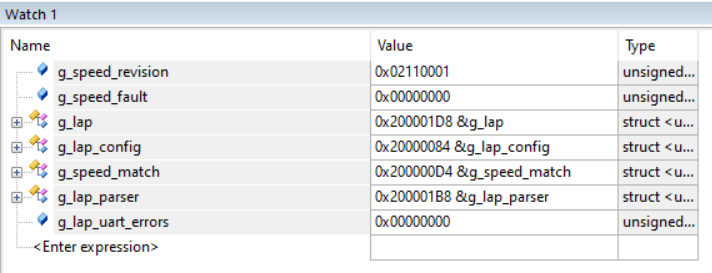 Watch 1
Name Value Type
g_speed_revision 0x02110001 unsigned...
g_speed_fault 0x00000000 unsigned...
g_lap 0x200001D8 &g_lap struct <u...
g_lap_config 0x20000084 &g_lap_config struct <u...
g_speed_match 0x200000D4 &g_speed_match struct <u...
g_lap_parser 0x200001B8 &g_lap_parser struct <u...
g_lap_uart_errors 0x00000000 unsigned...
<Enter expression>